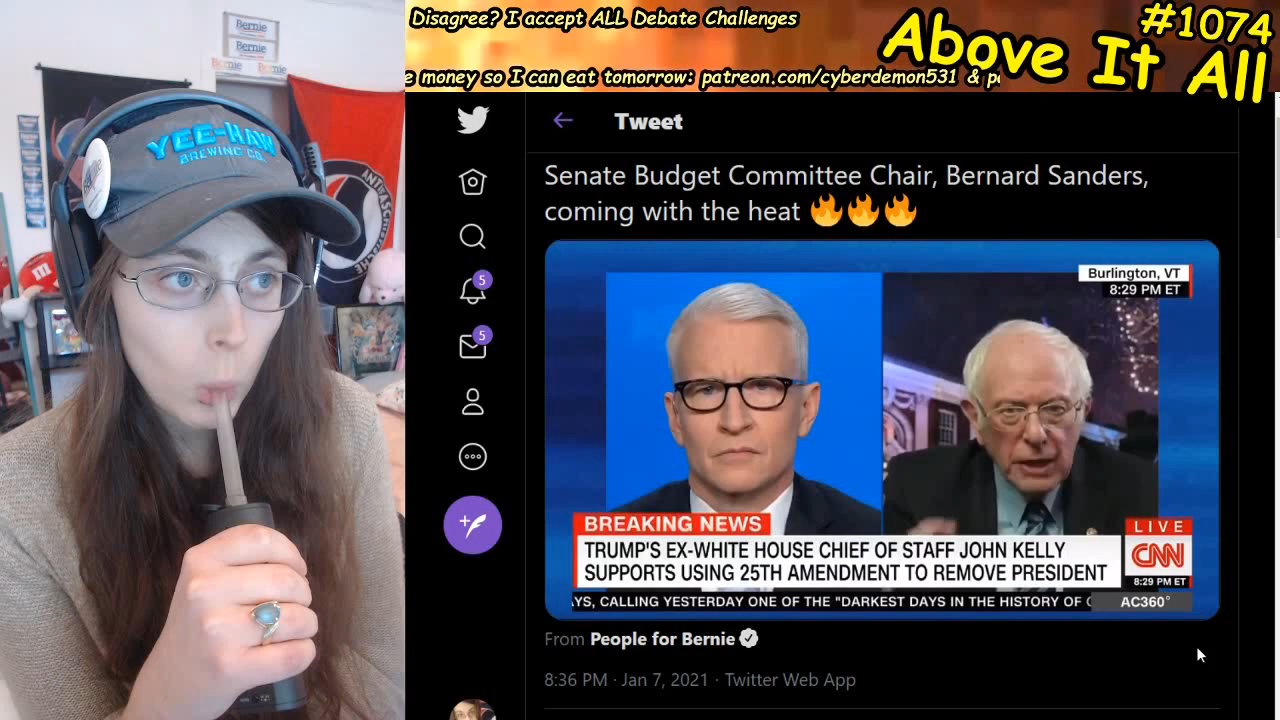 Disagree? I accept ALL Debate Challenges
#1074
Above It All
e money so I can eat tomorrow: patreon.com/cyberdemon531 & p
Bernie
Bernie
Bernie
Bernie
YEE-HAW
BREWING CO.
ANTIFASCHISTISCHE
Tweet
Senate Budget Committee Chair, Bernard Sanders,
coming with the heat 🔥🔥🔥
5
5
Burlington, VT
8:29 PM ET
BREAKING NEWS
TRUMP'S EX-WHITE HOUSE CHIEF OF STAFF JOHN KELLY
SUPPORTS USING 25TH AMENDMENT TO REMOVE PRESIDENT
LIVE
CNN
8:29 PM ET
YS, CALLING YESTERDAY ONE OF THE "DARKEST DAYS IN THE HISTORY OF
AC360°
From People for Bernie
8:36 PM · Jan 7, 2021 · Twitter Web App